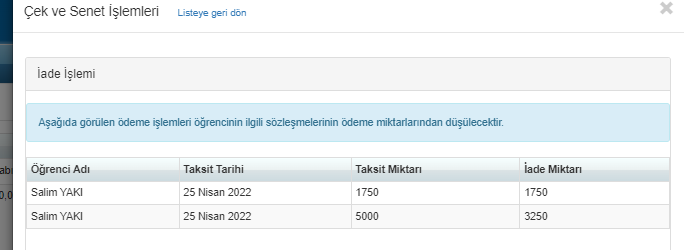 Çek ve Senet İşlemleri Listeye geri dön ×
İade İşlemi
Aşağıda görülen ödeme işlemleri öğrencinin ilgili sözleşmelerinin ödeme miktarlarından düşülecektir.
Öğrenci Adı Taksit Tarihi Taksit Miktarı İade Miktarı
Salim YAKI 25 Nisan 2022 1750 1750
Salim YAKI 25 Nisan 2022 5000 3250